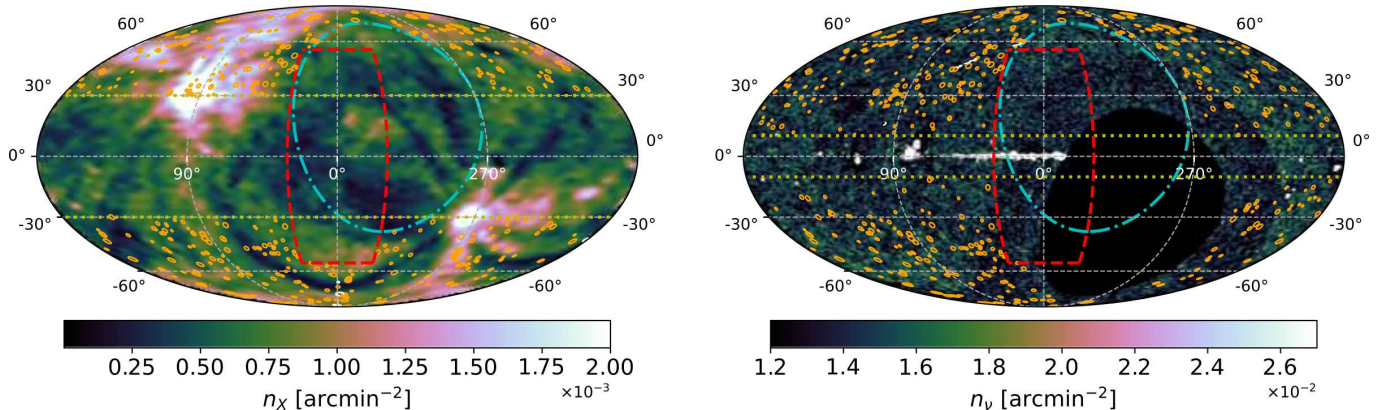 60° 60° 60° 60°
30° 30° 30° 30°
0° 0°
0° 90° 0° 270° 0° 90° 0° 270°
-30° -30° -30° -30°
-60° -60° -60° -60°
0.25 0.50 0.75 1.00 1.25 1.50 1.75 2.00 1.2 1.4 1.6 1.8 2.0 2.2 2.4 2.6
×10⁻³ ×10⁻²
n_X [arcmin⁻²] n_ν [arcmin⁻²]